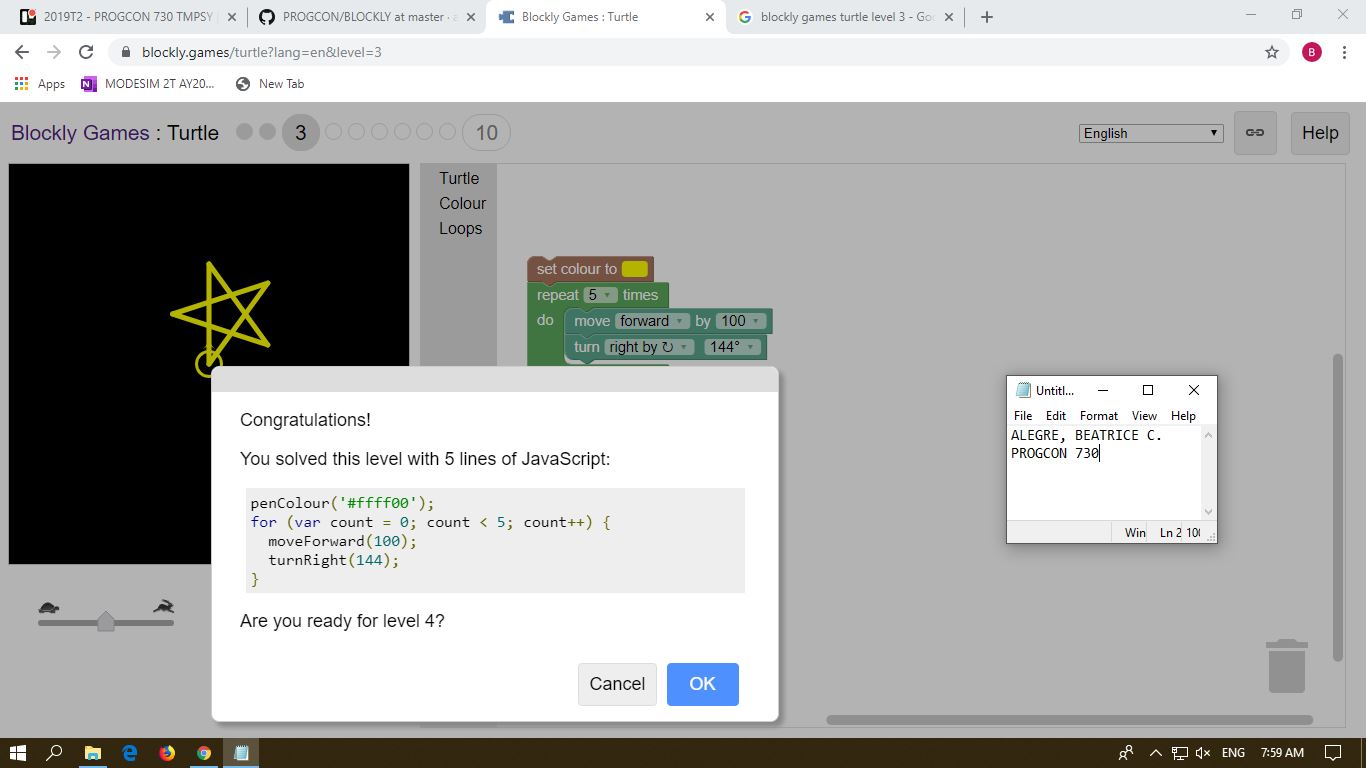 2019T2 - PROGCON 730 TMPSY
PROGCON/BLOCKLY at master ·
Blockly Games : Turtle
blockly games turtle level 3 - Goo
blockly.games/turtle?lang=en&level=3
B
Apps
MODESIM 2T AY20...
New Tab
Blockly Games : Turtle 3 10
English
Help
Turtle
Colour
Loops
set colour to
repeat 5 times
do move forward by 100
turn right by ↻ 144°
Congratulations!
You solved this level with 5 lines of JavaScript:
penColour('#ffff00');
for (var count = 0; count < 5; count++) {
moveForward(100);
turnRight(144);
}
Are you ready for level 4?
Cancel
OK
Untitl...
File Edit Format View Help
ALEGRE, BEATRICE C.
PROGCON 730
Win Ln 2 100
ENG 7:59 AM